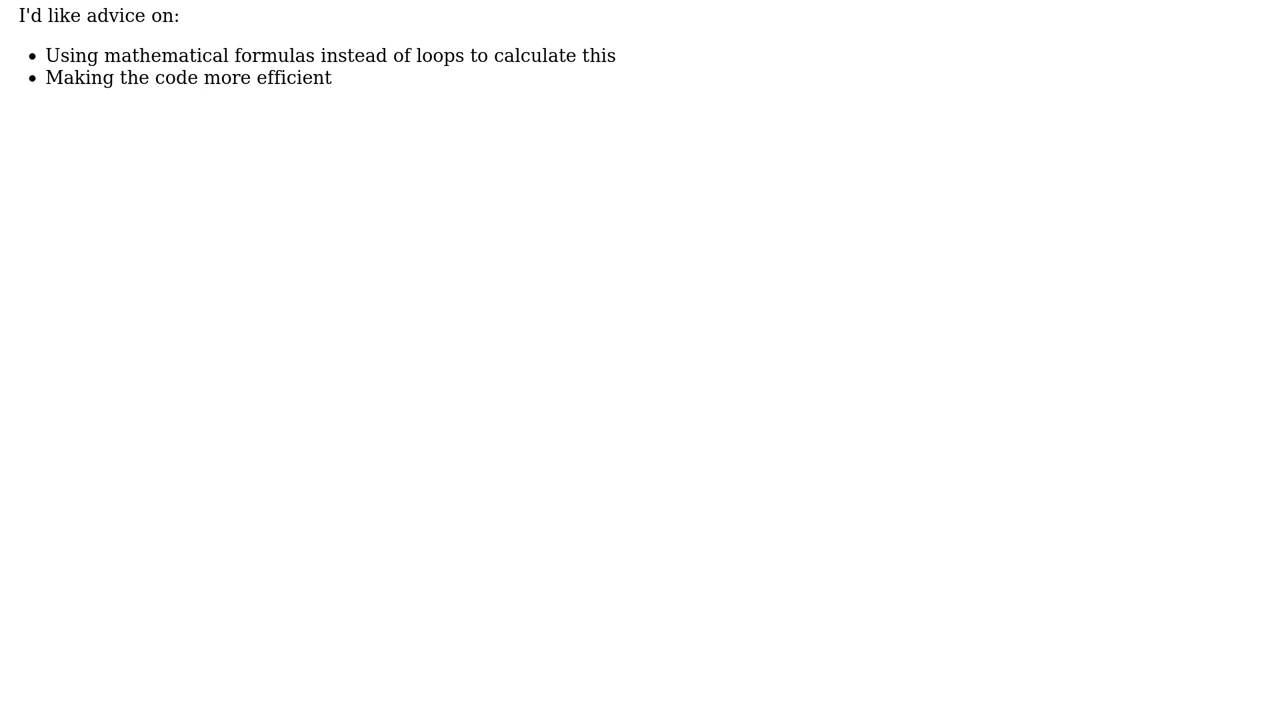 I'd like advice on:
• Using mathematical formulas instead of loops to calculate this
• Making the code more efficient